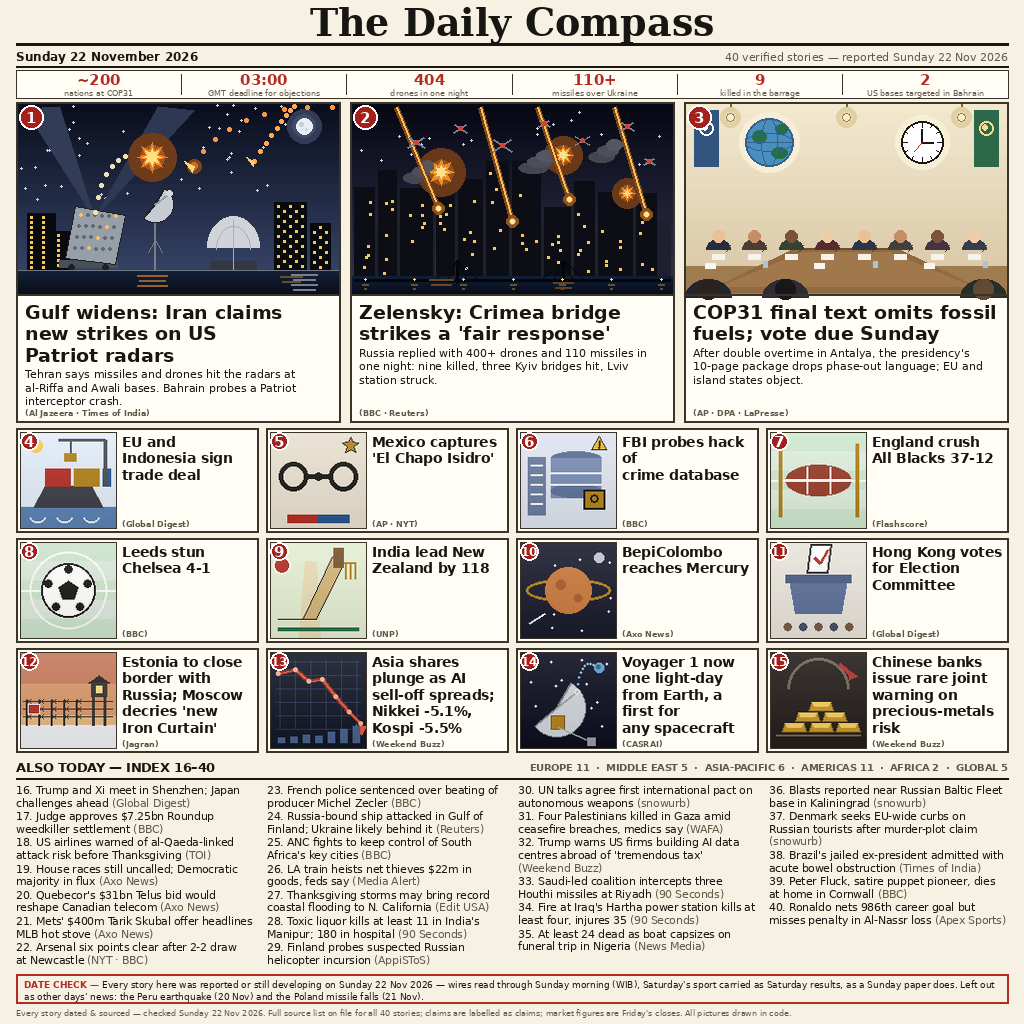 The Daily Compass
Sunday 22 November 2026
40 verified stories — reported Sunday 22 Nov 2026
~200
nations at COP31
03:00
GMT deadline for objections
404
drones in one night
110+
missiles over Ukraine
9
killed in the barrage
2
US bases targeted in Bahrain
1
Gulf widens: Iran claims
new strikes on US
Patriot radars
Tehran says missiles and drones hit the radars at
al-Riffa and Awali bases. Bahrain probes a Patriot
interceptor crash.
(Al Jazeera · Times of India)
2
Zelensky: Crimea bridge
strikes a 'fair response'
Russia replied with 400+ drones and 110 missiles in
one night: nine killed, three Kyiv bridges hit, Lviv
station struck.
(BBC · Reuters)
3
COP31 final text omits fossil
fuels; vote due Sunday
After double overtime in Antalya, the presidency's
10-page package drops phase-out language; EU and
island states object.
(AP · DPA · LaPresse)
4
EU and
Indonesia sign
trade deal
(Global Digest)
5
Mexico captures
'El Chapo Isidro'
(AP · NYT)
6
FBI probes hack
of
crime database
(BBC)
7
England crush
All Blacks 37-12
(Flashscore)
8
Leeds stun
Chelsea 4-1
(BBC)
9
India lead New
Zealand by 118
(UNP)
10
BepiColombo
reaches Mercury
(Axo News)
11
Hong Kong votes
for Election
Committee
(Global Digest)
12
Estonia to close
border with
Russia; Moscow
decries 'new
Iron Curtain'
(Jagran)
13
Asia shares
plunge as AI
sell-off spreads;
Nikkei -5.1%,
Kospi -5.5%
(Weekend Buzz)
14
Voyager 1 now
one light-day
from Earth, a
first for
any spacecraft
(CASRAI)
15
Chinese banks
issue rare joint
warning on
precious-metals
risk
(Weekend Buzz)
ALSO TODAY — INDEX 16–40
EUROPE 11 · MIDDLE EAST 5 · ASIA-PACIFIC 6 · AMERICAS 11 · AFRICA 2 · GLOBAL 5
16. Trump and Xi meet in Shenzhen; Japan
challenges ahead (Global Digest)
17. Judge approves $7.25bn Roundup
weedkiller settlement (BBC)
18. US airlines warned of al-Qaeda-linked
attack risk before Thanksgiving (TOI)
19. House races still uncalled; Democratic
majority in flux (Axo News)
20. Quebecor's $31bn Telus bid would
reshape Canadian telecom (Axo News)
21. Mets' $400m Tarik Skubal offer headlines
MLB hot stove (Axo News)
22. Arsenal six points clear after 2-2 draw
at Newcastle (NYT · BBC)
23. French police sentenced over beating of
producer Michel Zecler (BBC)
24. Russia-bound ship attacked in Gulf of
Finland; Ukraine likely behind it (Reuters)
25. ANC fights to keep control of South
Africa's key cities (BBC)
26. LA train heists net thieves $22m in
goods, feds say (Media Alert)
27. Thanksgiving storms may bring record
coastal flooding to N. California (Edit USA)
28. Toxic liquor kills at least 11 in India's
Manipur; 180 in hospital (90 Seconds)
29. Finland probes suspected Russian
helicopter incursion (AppiSToS)
30. UN talks agree first international pact on
autonomous weapons (snowurb)
31. Four Palestinians killed in Gaza amid
ceasefire breaches, medics say (WAFA)
32. Trump warns US firms building AI data
centres abroad of 'tremendous tax'
(Weekend Buzz)
33. Saudi-led coalition intercepts three
Houthi missiles at Riyadh (90 Seconds)
34. Fire at Iraq's Hartha power station kills at
least four, injures 35 (90 Seconds)
35. At least 24 dead as boat capsizes on
funeral trip in Nigeria (News Media)
36. Blasts reported near Russian Baltic Fleet
base in Kaliningrad (snowurb)
37. Denmark seeks EU-wide curbs on
Russian tourists after murder-plot claim
(snowurb)
38. Brazil's jailed ex-president admitted with
acute bowel obstruction (Times of India)
39. Peter Fluck, satire puppet pioneer, dies
at home in Cornwall (BBC)
40. Ronaldo nets 986th career goal but
misses penalty in Al-Nassr loss (Apex Sports)
DATE CHECK — Every story here was reported or still developing on Sunday 22 Nov 2026 — wires read through Sunday morning (WIB), Saturday's sport carried as Saturday results, as a Sunday paper does. Left out
as other days' news: the Peru earthquake (20 Nov) and the Poland missile falls (21 Nov).
Every story dated & sourced — checked Sunday 22 Nov 2026. Full source list on file for all 40 stories; claims are labelled as claims; market figures are Friday's closes. All pictures drawn in code.